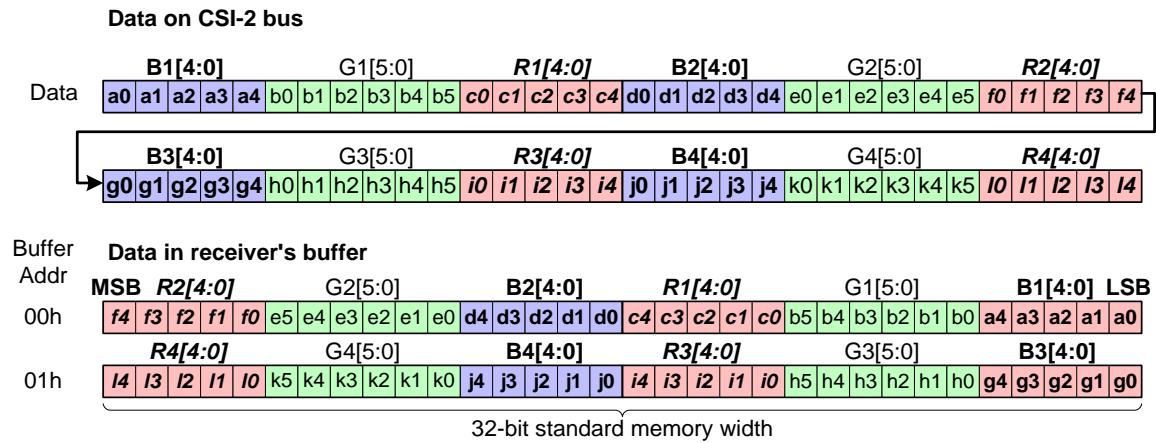 Data on CSI-2 bus
B1[4:0] G1[5:0] R1[4:0] B2[4:0] G2[5:0] R2[4:0]
Data a0 a1 a2 a3 a4 b0 b1 b2 b3 b4 b5 c0 c1 c2 c3 c4 d0 d1 d2 d3 d4 e0 e1 e2 e3 e4 e5 f0 f1 f2 f3 f4
B3[4:0] G3[5:0] R3[4:0] B4[4:0] G4[5:0] R4[4:0]
g0 g1 g2 g3 g4 h0 h1 h2 h3 h4 h5 i0 i1 i2 i3 i4 j0 j1 j2 j3 j4 k0 k1 k2 k3 k4 k5 l0 l1 l2 l3 l4
Buffer Addr
Data in receiver's buffer
MSB R2[4:0] G2[5:0] B2[4:0] R1[4:0] G1[5:0] B1[4:0] LSB
00h f4 f3 f2 f1 f0 e5 e4 e3 e2 e1 e0 d4 d3 d2 d1 d0 c4 c3 c2 c1 c0 b5 b4 b3 b2 b1 b0 a4 a3 a2 a1 a0
R4[4:0] G4[5:0] B4[4:0] R3[4:0] G3[5:0] B3[4:0]
01h l4 l3 l2 l1 l0 k5 k4 k3 k2 k1 k0 j4 j3 j2 j1 j0 i4 i3 i2 i1 i0 h5 h4 h3 h2 h1 h0 g4 g3 g2 g1 g0
32-bit standard memory width